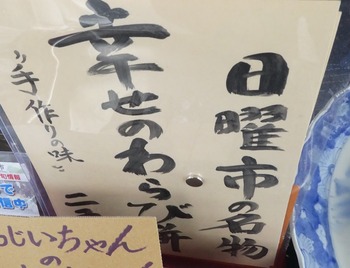 日曜市の名物
幸せのわらび餅
"手作りの味"
じいちゃん
の